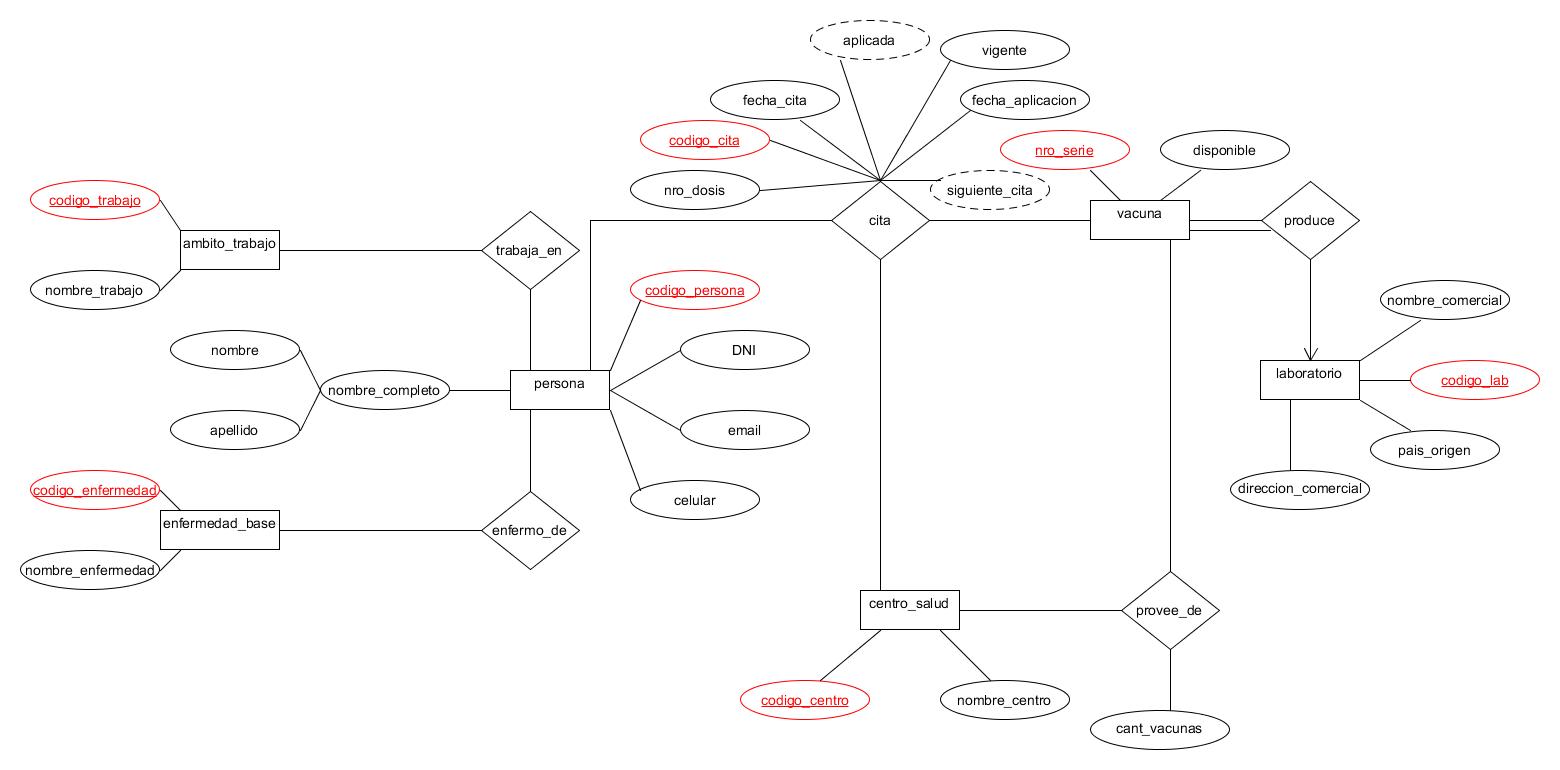 aplicada
vigente
fecha_cita
fecha_aplicacion
codigo_cita
nro_serie
disponible
nro_dosis
siguiente_cita
codigo_trabajo
vacuna
cita
produce
ambito_trabajo
trabaja_en
nombre_trabajo
codigo_persona
nombre_comercial
nombre
DNI
laboratorio
codigo_lab
persona
nombre_completo
apellido
email
pais_origen
codigo_enfermedad
celular
direccion_comercial
enfermedad_base
enfermo_de
nombre_enfermedad
centro_salud
provee_de
codigo_centro
nombre_centro
cant_vacunas